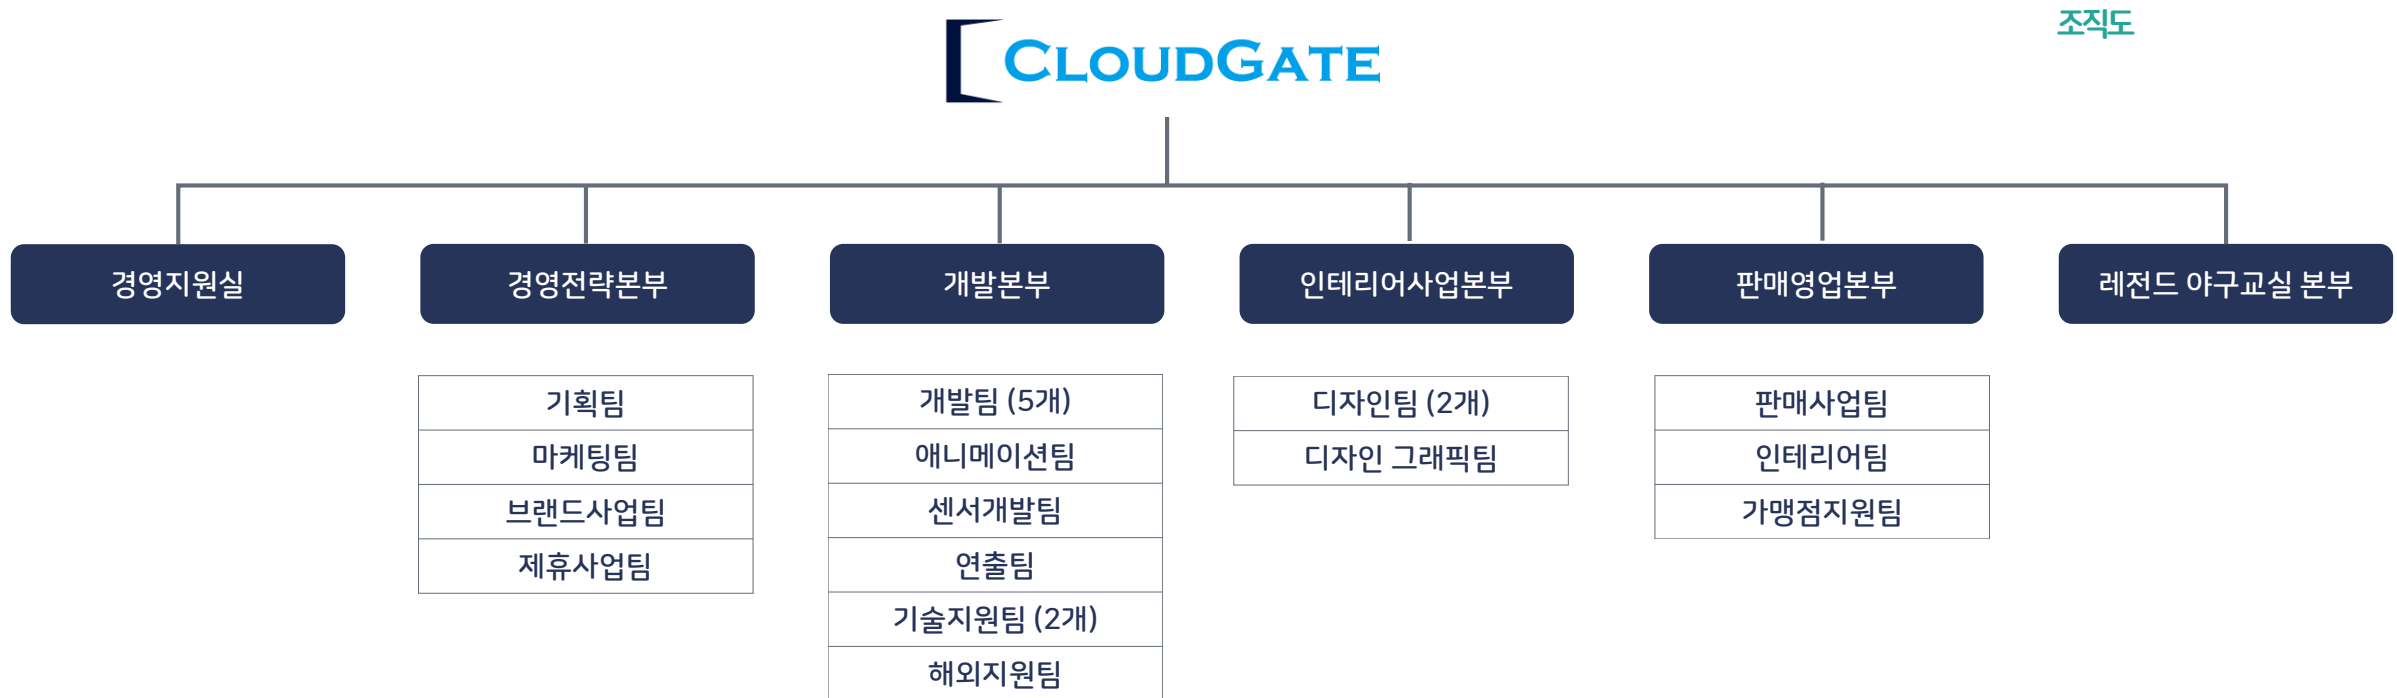 조직도
CLOUDGATE
경영지원실
경영전략본부
개발본부
인테리어사업본부
판매영업본부
레전드 야구교실 본부
기획팀
마케팅팀
브랜드사업팀
제휴사업팀
개발팀 (5개)
애니메이션팀
센서개발팀
연출팀
기술지원팀 (2개)
해외지원팀
디자인팀 (2개)
디자인 그래픽팀
판매사업팀
인테리어팀
가맹점지원팀